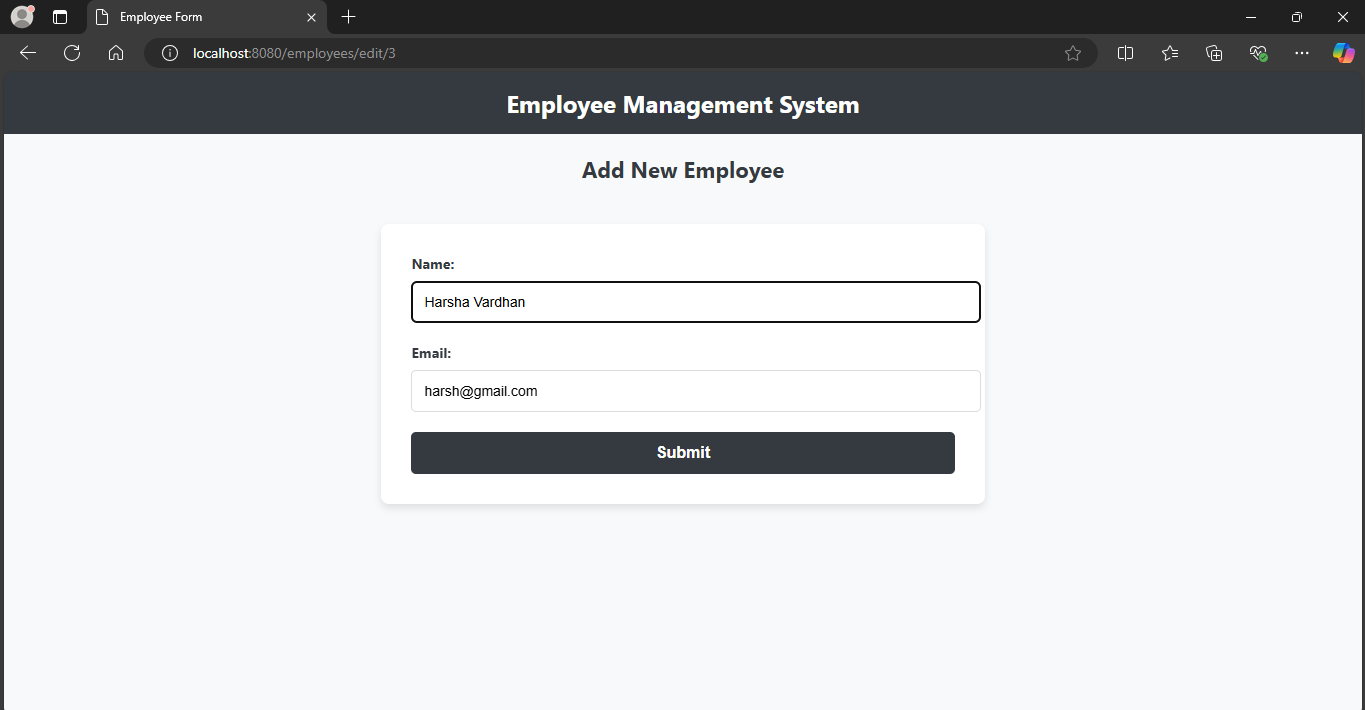 Employee Form
localhost:8080/employees/edit/3
Employee Management System
Add New Employee
Name:
Harsha Vardhan
Email:
harsh@gmail.com
Submit